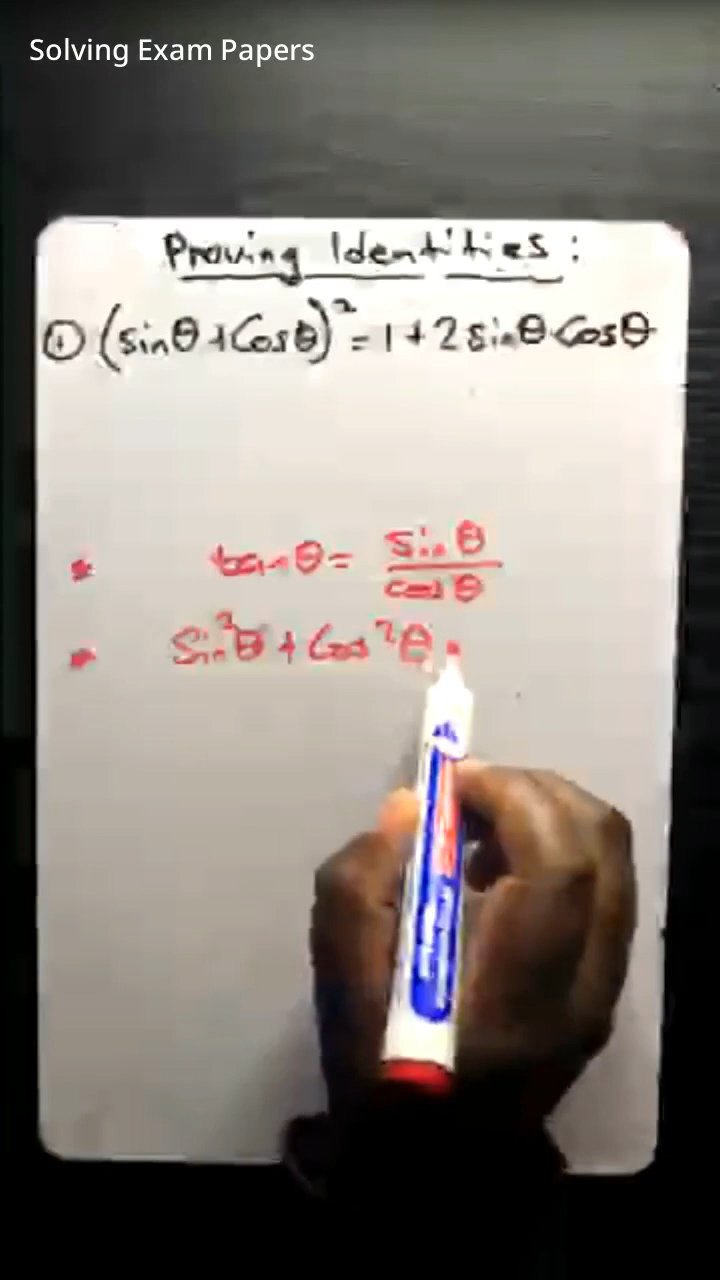 Solving Exam Papers
Proving Identities:
① (sinθ + Cosθ)² = 1 + 2 sinθ Cosθ
* tanθ = sinθ / cosθ
* Sin²θ + Cos²θ